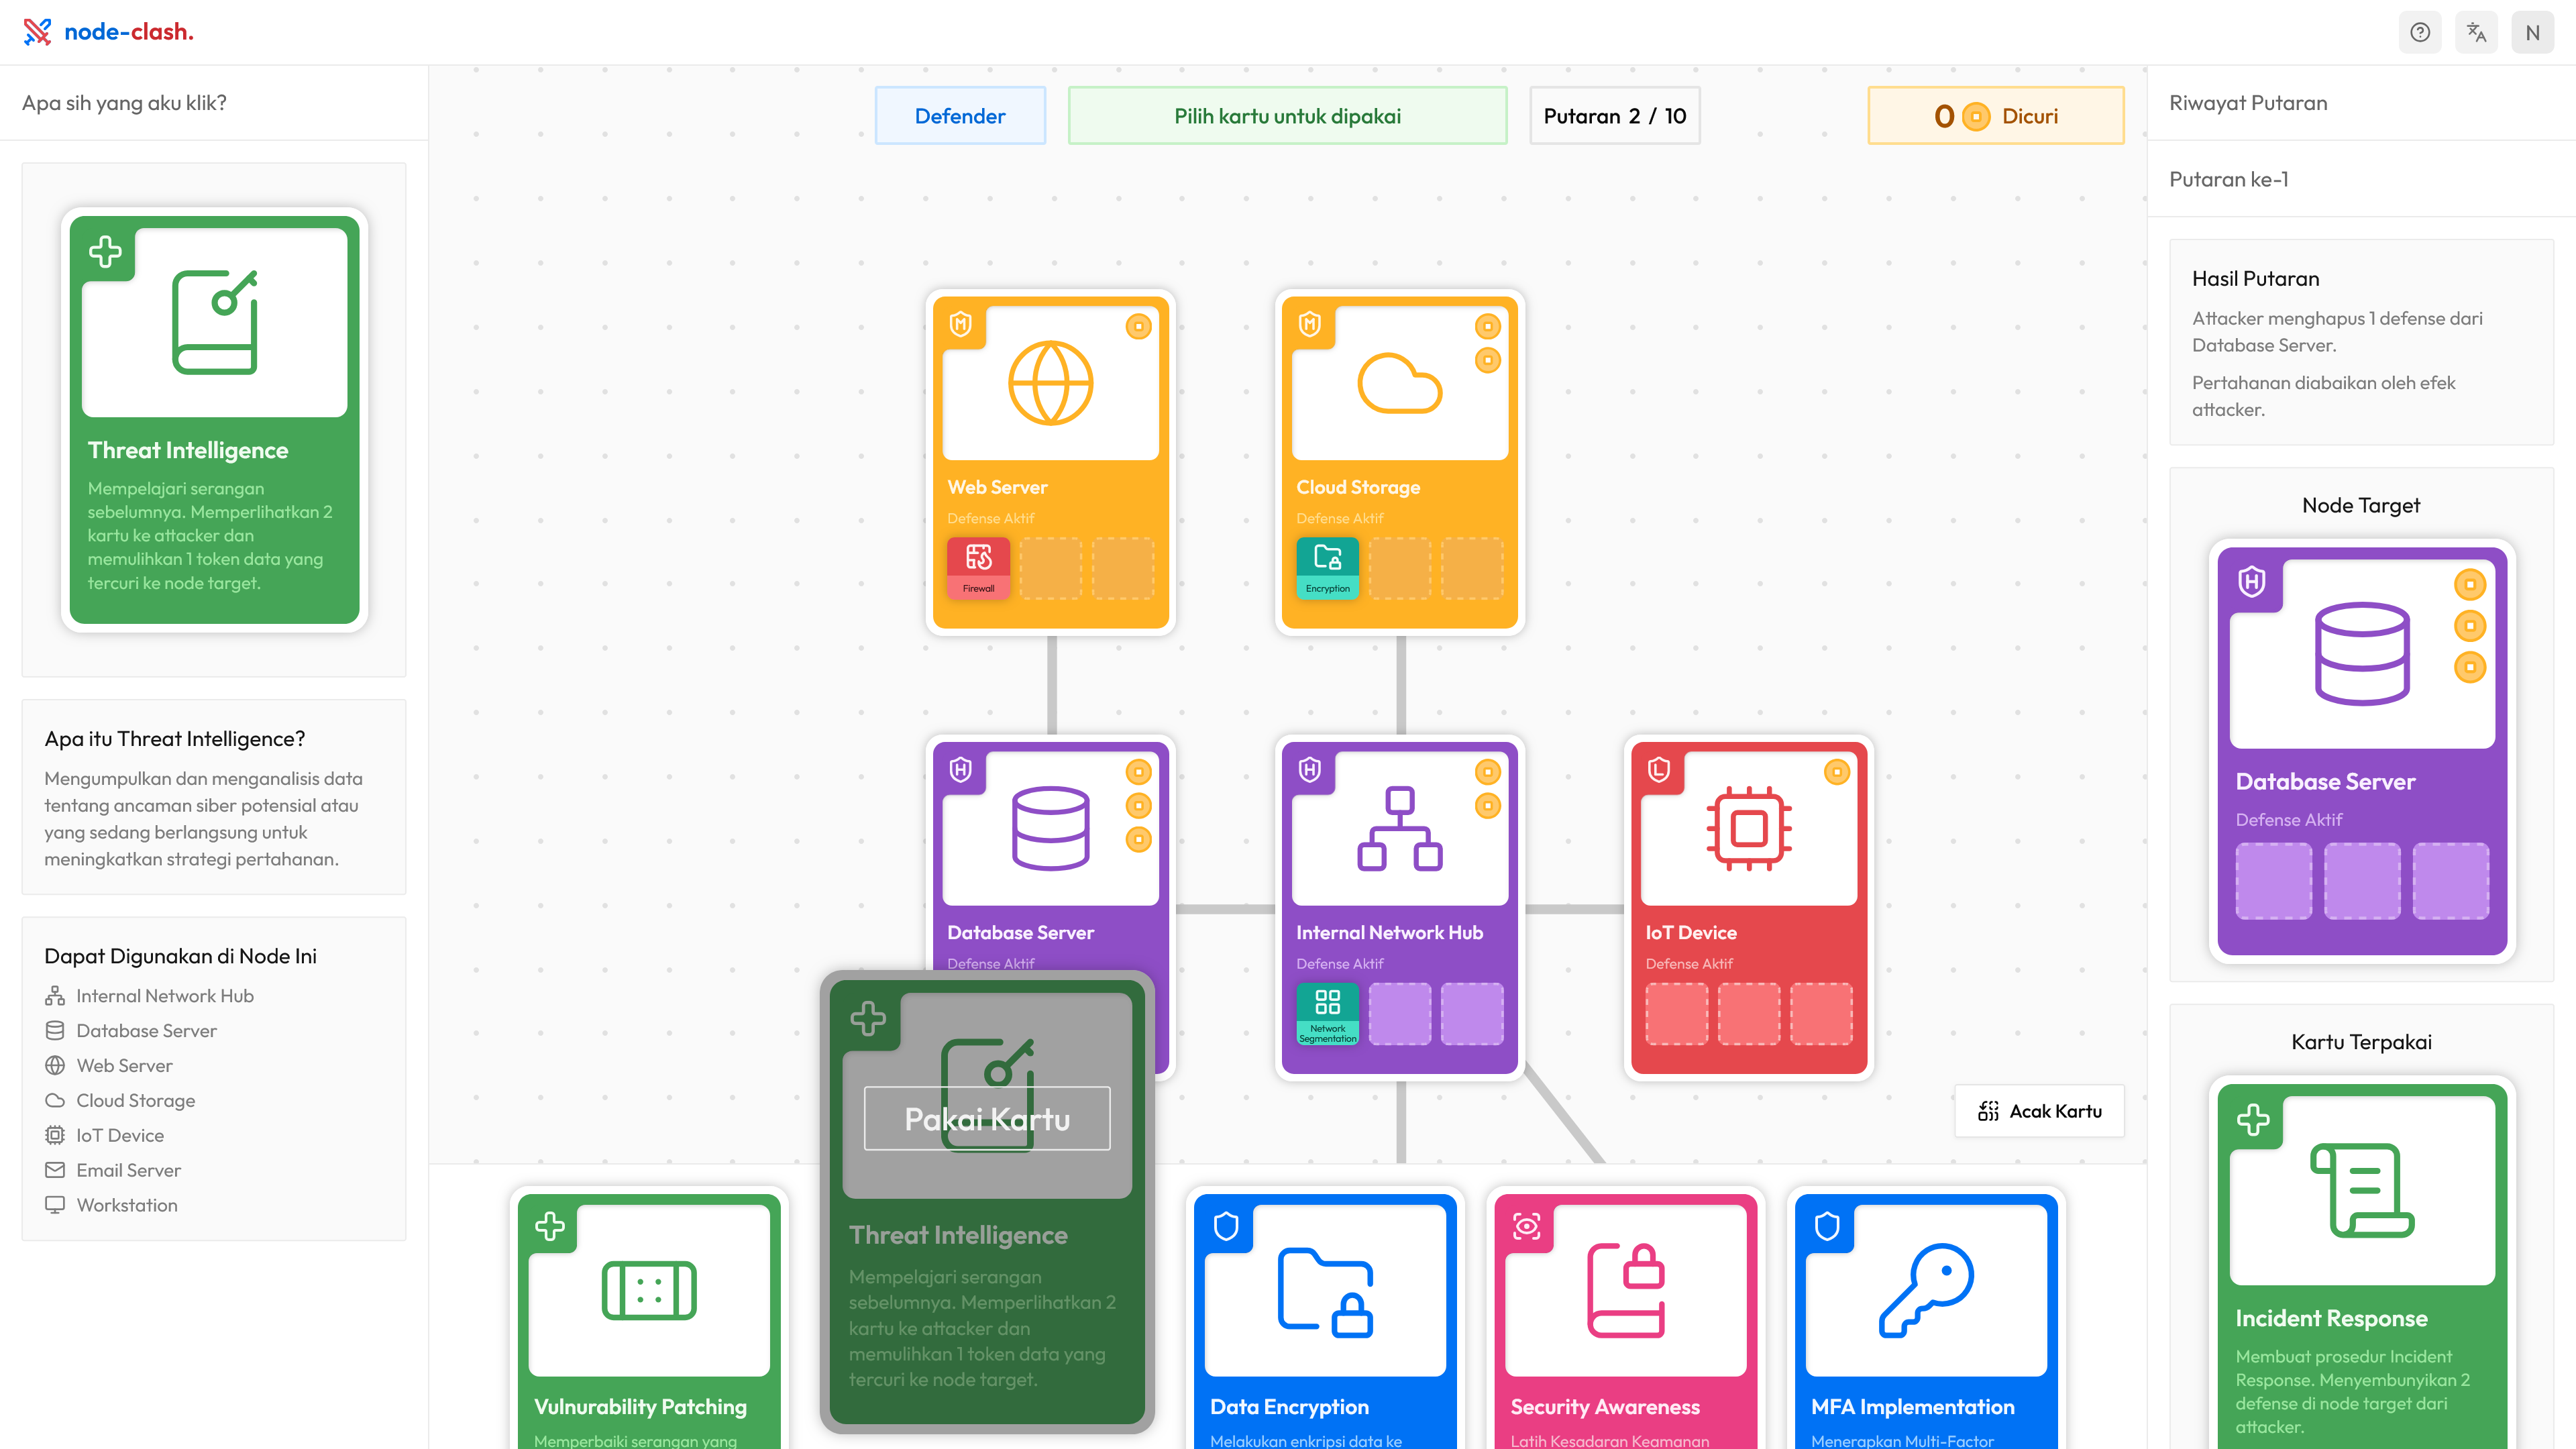 node-clash.
N
Apa sih yang aku klik?
Threat Intelligence
Mempelajari serangan
sebelumnya. Memperlihatkan 2
kartu ke attacker dan
memulihkan 1 token data yang
tercuri ke node target.
Apa itu Threat Intelligence?
Mengumpulkan dan menganalisis data
tentang ancaman siber potensial atau
yang sedang berlangsung untuk
meningkatkan strategi pertahanan.
Dapat Digunakan di Node Ini
Internal Network Hub
Database Server
Web Server
Cloud Storage
IoT Device
Email Server
Workstation
Defender
Pilih kartu untuk dipakai
Putaran 2 / 10
0 Dicuri
M
Web Server
Defense Aktif
Firewall
M
Cloud Storage
Defense Aktif
Encryption
H
Database Server
Defense Aktif
H
Internal Network Hub
Defense Aktif
Network
Segmentation
L
IoT Device
Defense Aktif
Acak Kartu
Vulnurability Patching
Memperbaiki serangan yang
Pakai Kartu
Threat Intelligence
Mempelajari serangan
sebelumnya. Memperlihatkan 2
kartu ke attacker dan
memulihkan 1 token data yang
tercuri ke node target.
Data Encryption
Melakukan enkripsi data ke
Security Awareness
Latih Kesadaran Keamanan
MFA Implementation
Menerapkan Multi-Factor
Riwayat Putaran
Putaran ke-1
Hasil Putaran
Attacker menghapus 1 defense dari
Database Server.
Pertahanan diabaikan oleh efek
attacker.
Node Target
H
Database Server
Defense Aktif
Kartu Terpakai
Incident Response
Membuat prosedur Incident
Response. Menyembunyikan 2
defense di node target dari
attacker.